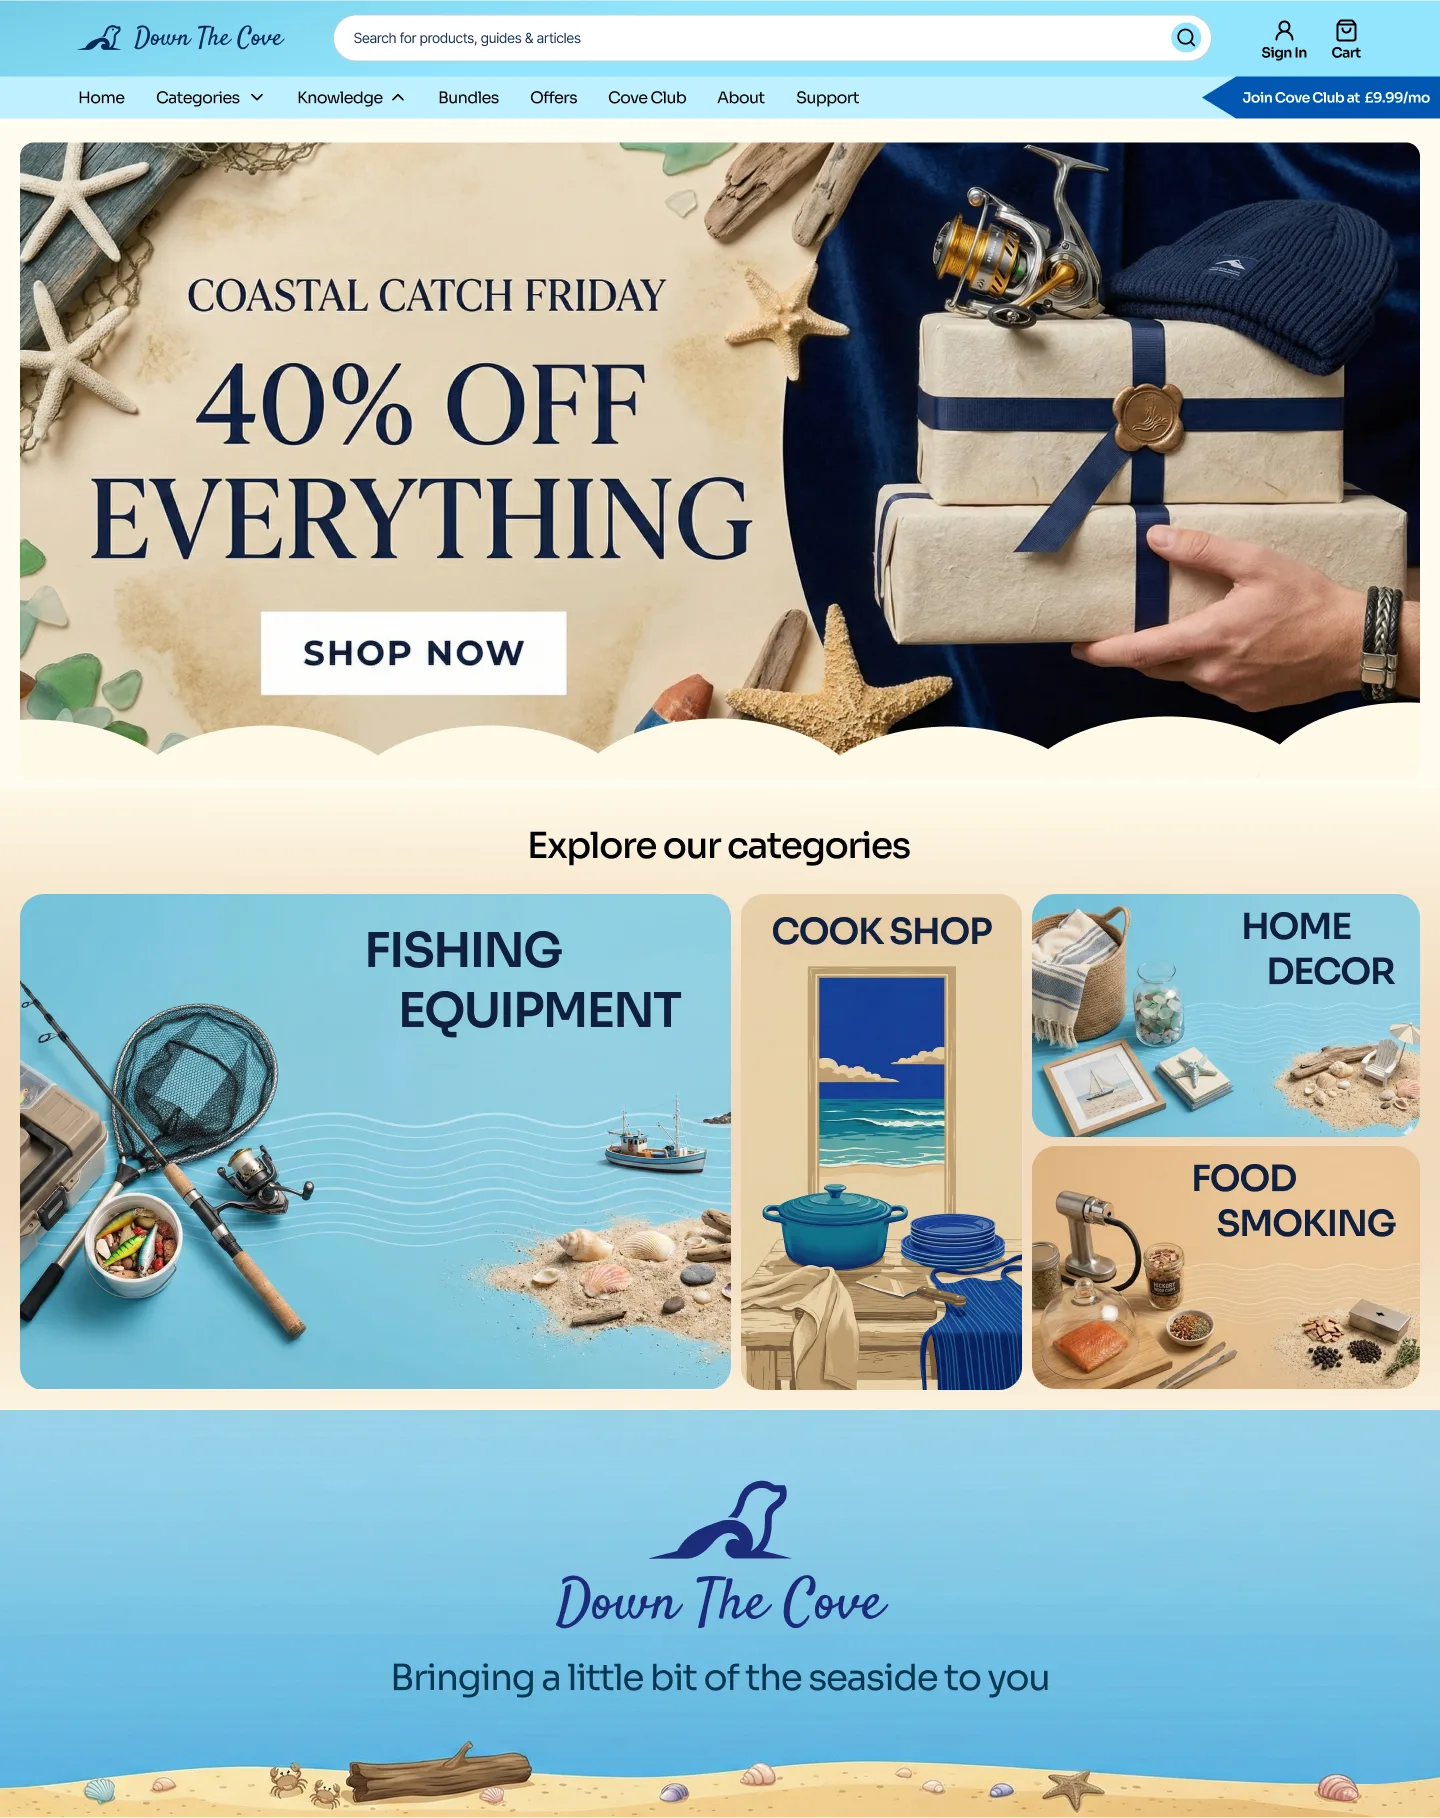 Down The Cove
Search for products, guides & articles
Sign In
Cart
Home
Categories
Knowledge
Bundles
Offers
Cove Club
About
Support
Join Cove Club at £9.99/mo
COASTAL CATCH FRIDAY
40% OFF
EVERYTHING
SHOP NOW
Explore our categories
FISHING
EQUIPMENT
COOK SHOP
HOME
DECOR
FOOD
SMOKING
HICKORY
Down The Cove
Bringing a little bit of the seaside to you